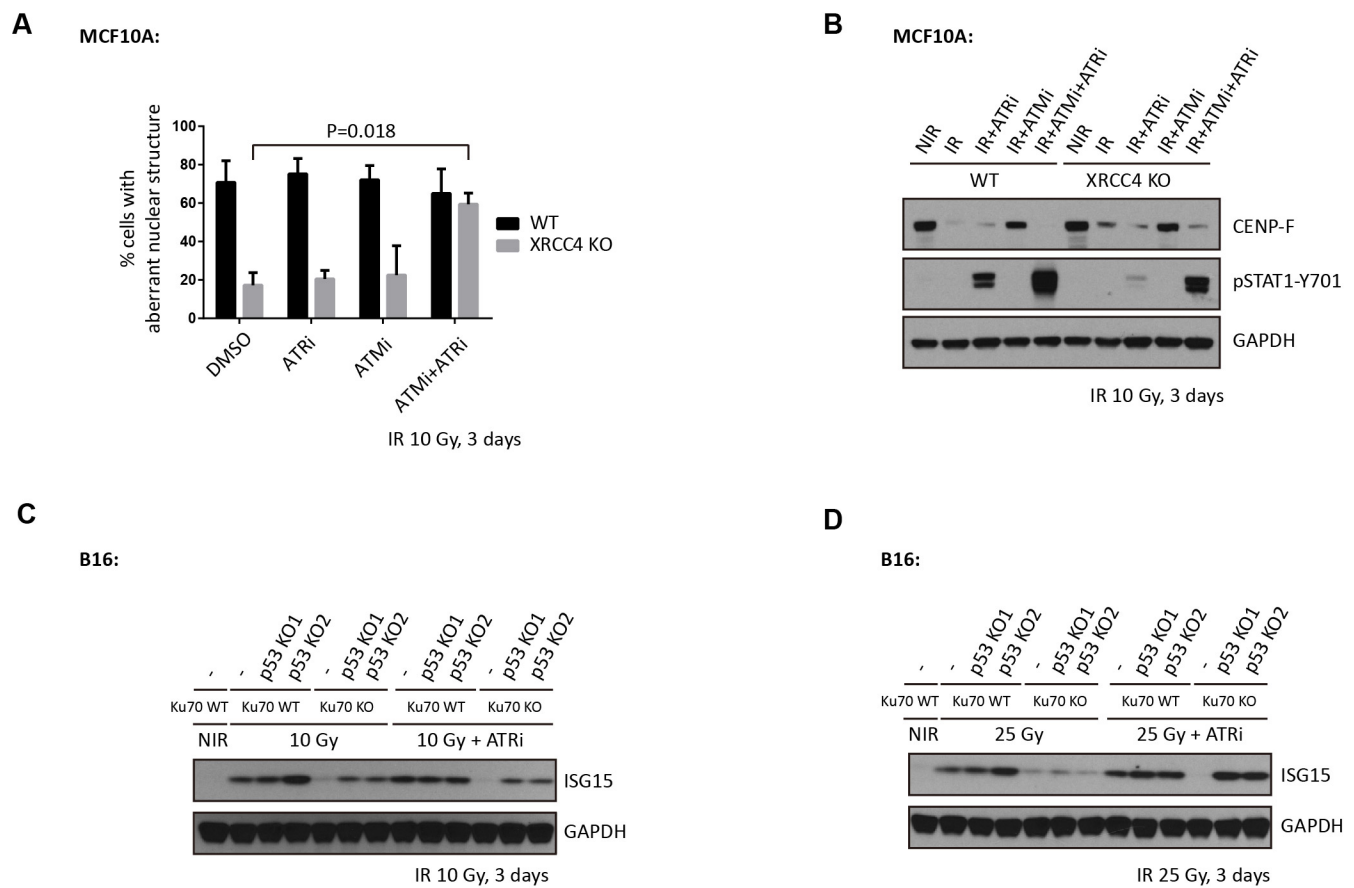 A
MCF10A:
% cells with
aberrant nuclear structure
100
80
60
40
20
0
P=0.018
WT
XRCC4 KO
DMSO
ATRi
ATMi
ATMi+ATRi
IR 10 Gy, 3 days
B
MCF10A:
NIR
IR
IR+ATRi
IR+ATMi
IR+ATMi+ATRi
NIR
IR
IR+ATRi
IR+ATMi
IR+ATMi+ATRi
WT XRCC4 KO
CENP-F
pSTAT1-Y701
GAPDH
IR 10 Gy, 3 days
C
B16:
- - p53 KO1 p53 KO2 - p53 KO1 p53 KO2 - p53 KO1 p53 KO2 - p53 KO1 p53 KO2
Ku70 WT Ku70 WT Ku70 KO Ku70 WT Ku70 KO
NIR 10 Gy 10 Gy + ATRi
ISG15
GAPDH
IR 10 Gy, 3 days
D
B16:
- - p53 KO1 p53 KO2 - p53 KO1 p53 KO2 - p53 KO1 p53 KO2 - p53 KO1 p53 KO2
Ku70 WT Ku70 WT Ku70 KO Ku70 WT Ku70 KO
NIR 25 Gy 25 Gy + ATRi
ISG15
GAPDH
IR 25 Gy, 3 days